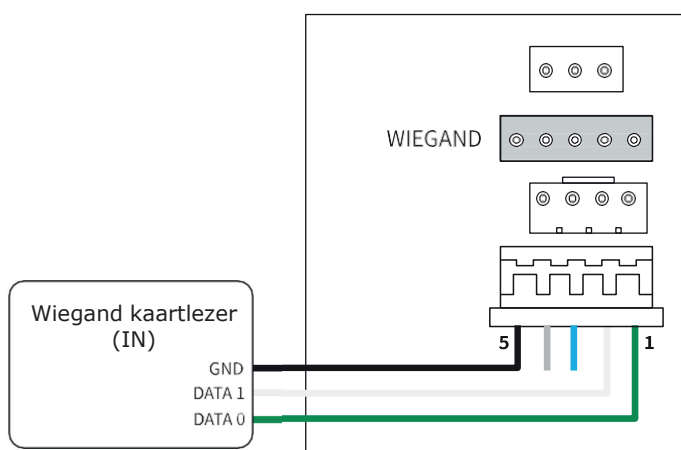 WIEGAND
5
1
Wiegand kaartlezer
(IN)
GND
DATA 1
DATA 0